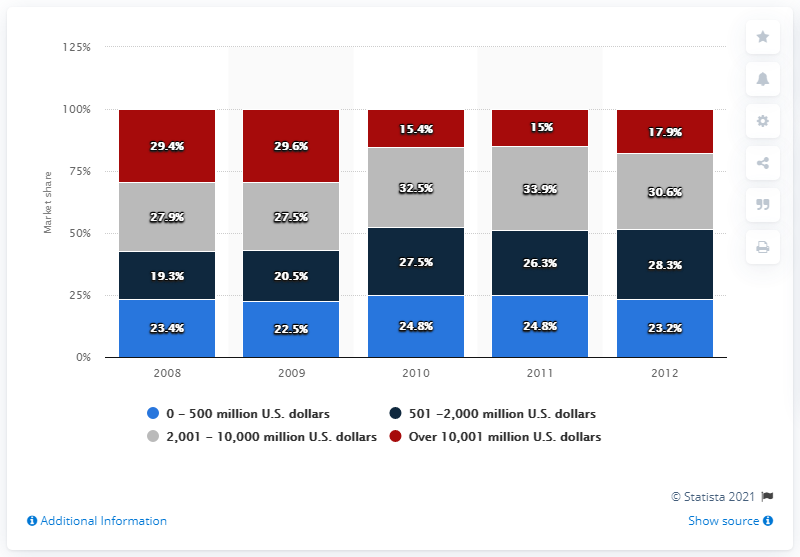 125%
100%
75%
50%
25%
0%
Market share
29.4%
29.6%
15.4%
15%
17.9%
27.9%
27.5%
32.5%
33.9%
30.6%
19.3%
20.5%
27.5%
26.3%
28.3%
23.4%
22.5%
24.8%
24.8%
23.2%
2008 2009 2010 2011 2012
0 - 500 million U.S. dollars
501 -2,000 million U.S. dollars
2,001 - 10,000 million U.S. dollars
Over 10,001 million U.S. dollars
© Statista 2021
Additional Information
Show source